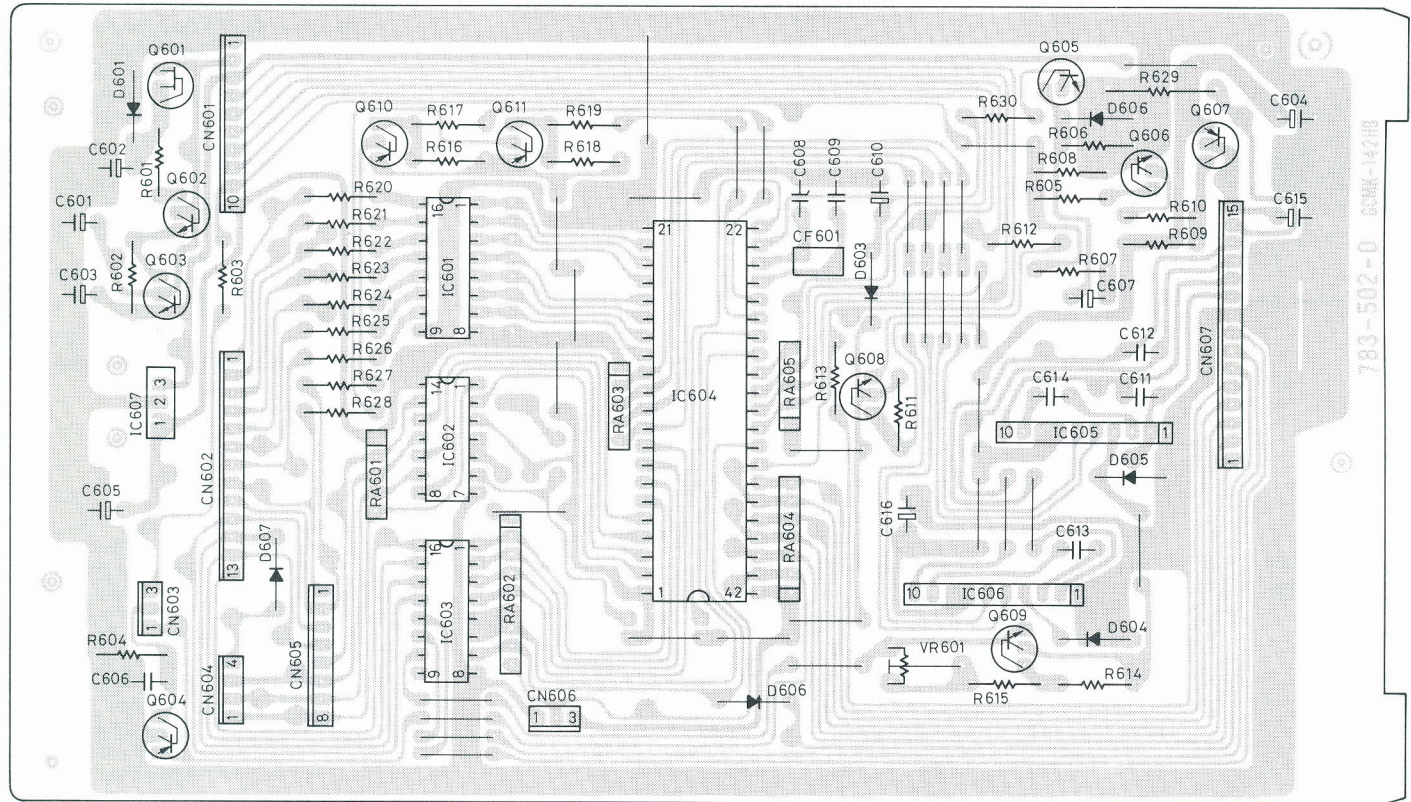 Q601
D601
CN601
1
10
C602
R601
Q602
C601
R602
Q603
C603
R603
Q610
R617
Q611
R619
R616
R618
R620
R621
R622
R623
R624
R625
R626
R627
R628
16
1
IC601
9
8
14
1
IC602
8
7
16
1
IC603
9
8
IC607
1 2 3
CN602
1
13
C605
D607
RA601
RA602
RA603
CN603
1
3
R604
C606
Q604
CN604
1
4
CN605
1
8
CN606
1
3
21
22
IC604
1
42
C608
C609
C610
CF601
D603
RA605
RA604
R613
Q608
R611
C616
Q605
R629
R630
D606
Q607
R606
Q606
R608
R605
R610
R612
R609
R607
C607
C604
C615
CN607
15
1
C612
C614
C611
10
IC605
1
D605
C613
10
IC606
1
Q609
D604
VR601
R615
R614
D606
783-502-0 GCMK-142HB